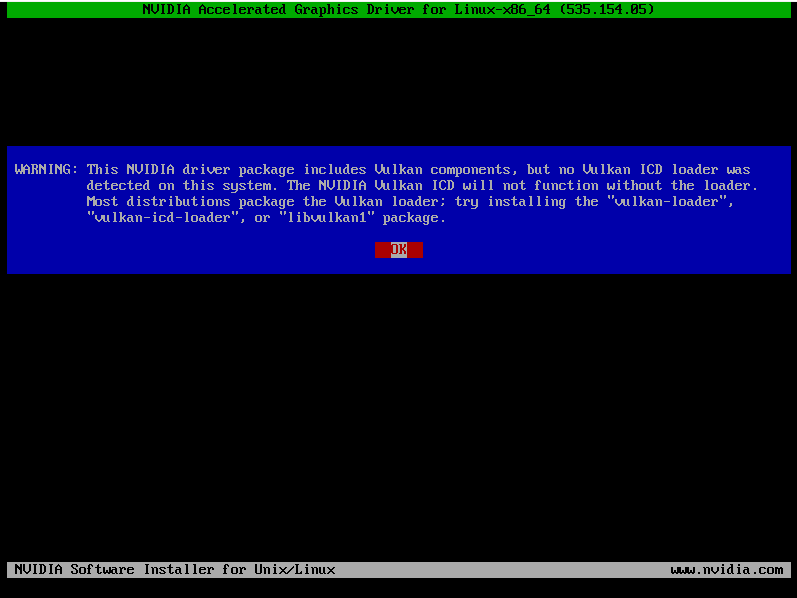 NVIDIA Accelerated Graphics Driver for Linux-x86_64 (535.154.05)
WARNING: This NVIDIA driver package includes Vulkan components, but no Vulkan ICD loader was
detected on this system. The NVIDIA Vulkan ICD will not function without the loader.
Most distributions package the Vulkan loader; try installing the "vulkan-loader",
"vulkan-icd-loader", or "libvulkan1" package.
OK
NVIDIA Software Installer for Unix/Linux www.nvidia.com